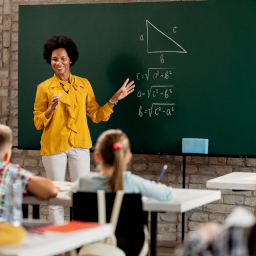 a c
b
c = √a²+b²
a = √c²-b²
b = √c²-a²